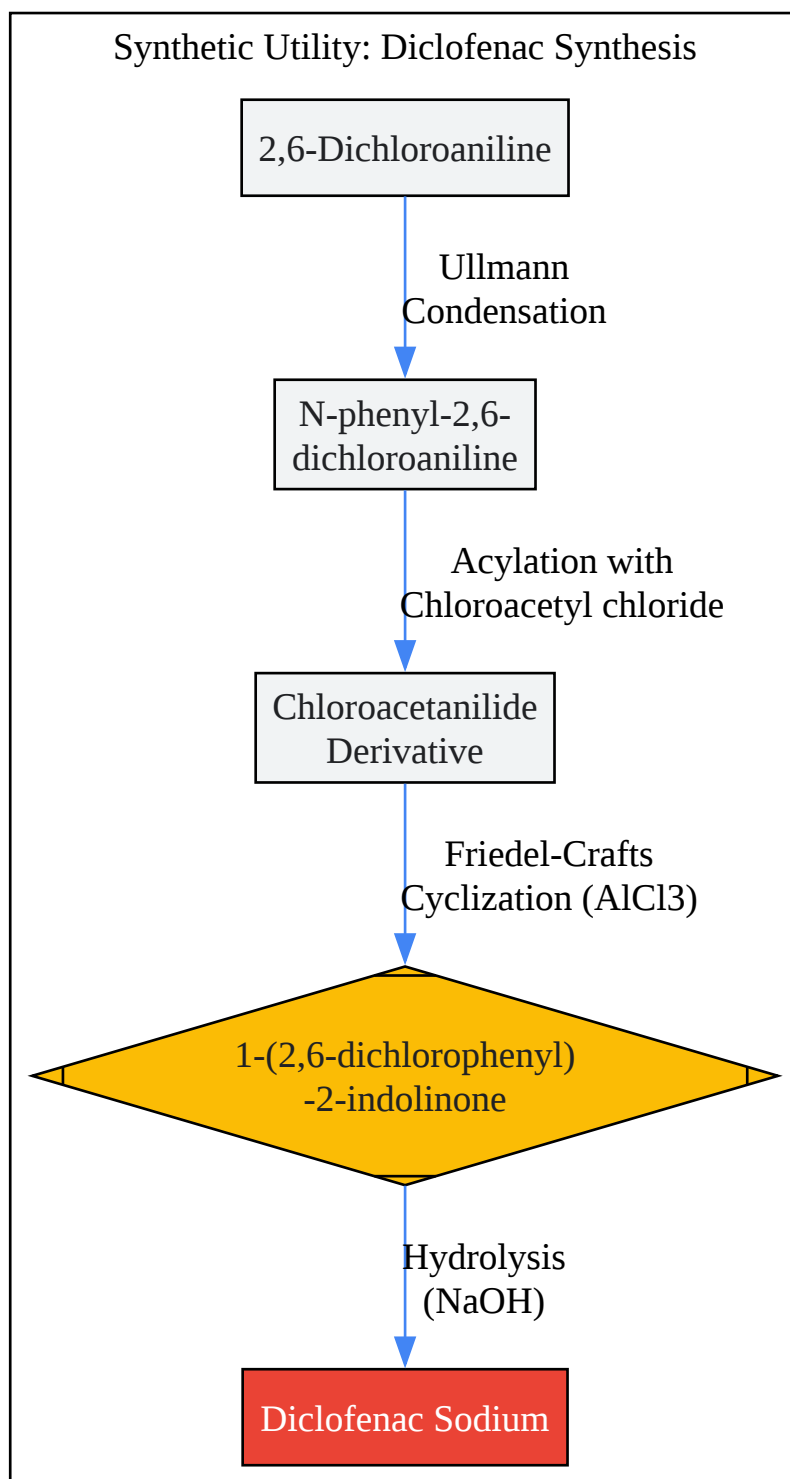 Synthetic Utility: Diclofenac Synthesis
2,6-Dichloroaniline
Ullmann
Condensation
N-phenyl-2,6-
dichloroaniline
Acylation with
Chloroacetyl chloride
Chloroacetanilide
Derivative
Friedel-Crafts
Cyclization (AlCl3)
1-(2,6-dichlorophenyl)
-2-indolinone
Hydrolysis
(NaOH)
Diclofenac Sodium